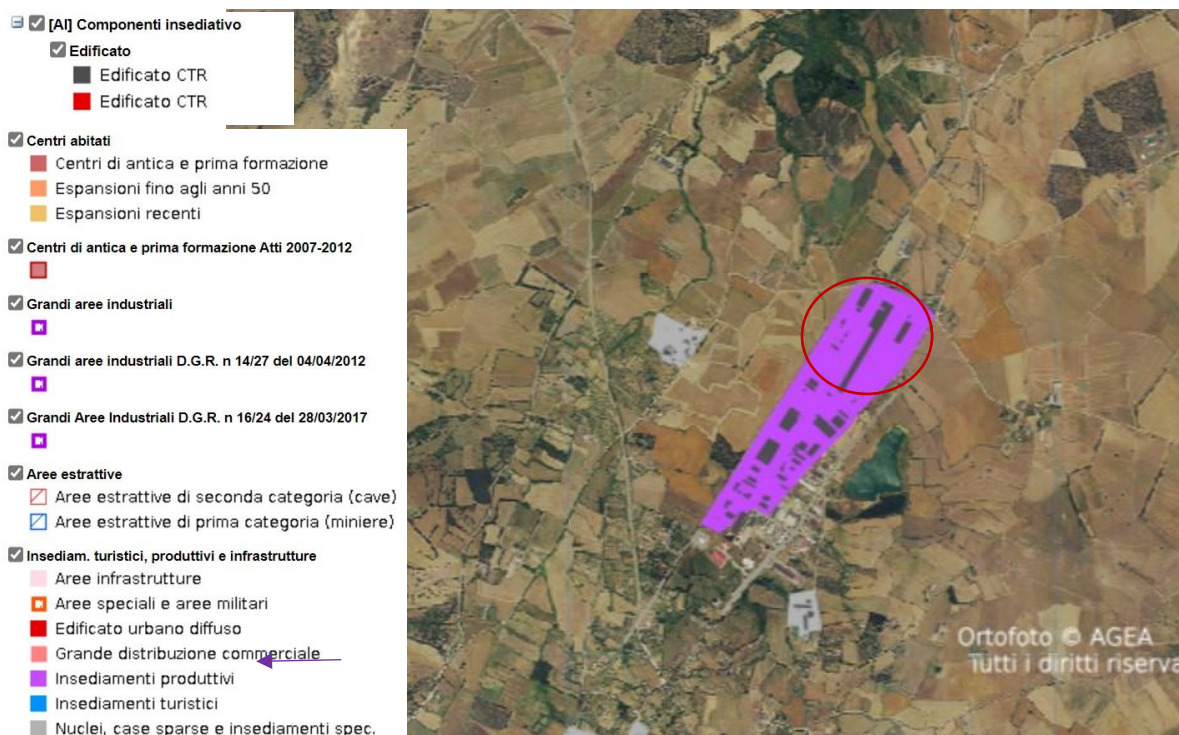 [AI] Componenti insediativo
Edificato
Edificato CTR
Edificato CTR
Centri abitati
Centri di antica e prima formazione
Espansioni fino agli anni 50
Espansioni recenti
Centri di antica e prima formazione Atti 2007-2012
Grandi aree industriali
Grandi aree industriali D.G.R. n 14/27 del 04/04/2012
Grandi Aree Industriali D.G.R. n 16/24 del 28/03/2017
Aree estrattive
Aree estrattive di seconda categoria (cave)
Aree estrattive di prima categoria (miniere)
Insediam. turistici, produttivi e infrastrutture
Aree infrastrutture
Aree speciali e aree militari
Edificato urbano diffuso
Grande distribuzione commerciale
Insediamenti produttivi
Insediamenti turistici
Nuclei, case sparse e insediamenti spec.
Ortofoto © AGEA
Tutti i diritti riserva